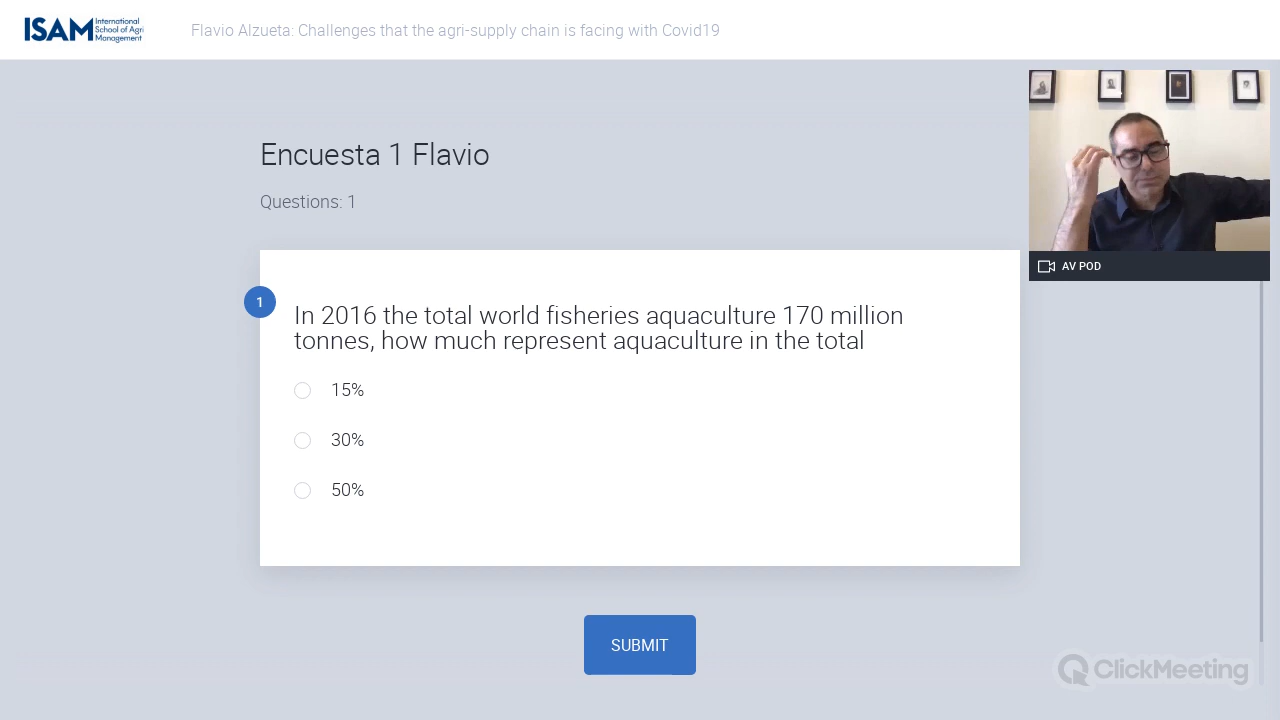 ISAM International
School of Agri
Management
Flavio Alzueta: Challenges that the agri-supply chain is facing with Covid19
Encuesta 1 Flavio
Questions: 1
AV POD
1
In 2016 the total world fisheries aquaculture 170 million
tonnes, how much represent aquaculture in the total
15%
30%
50%
SUBMIT
ClickMeeting